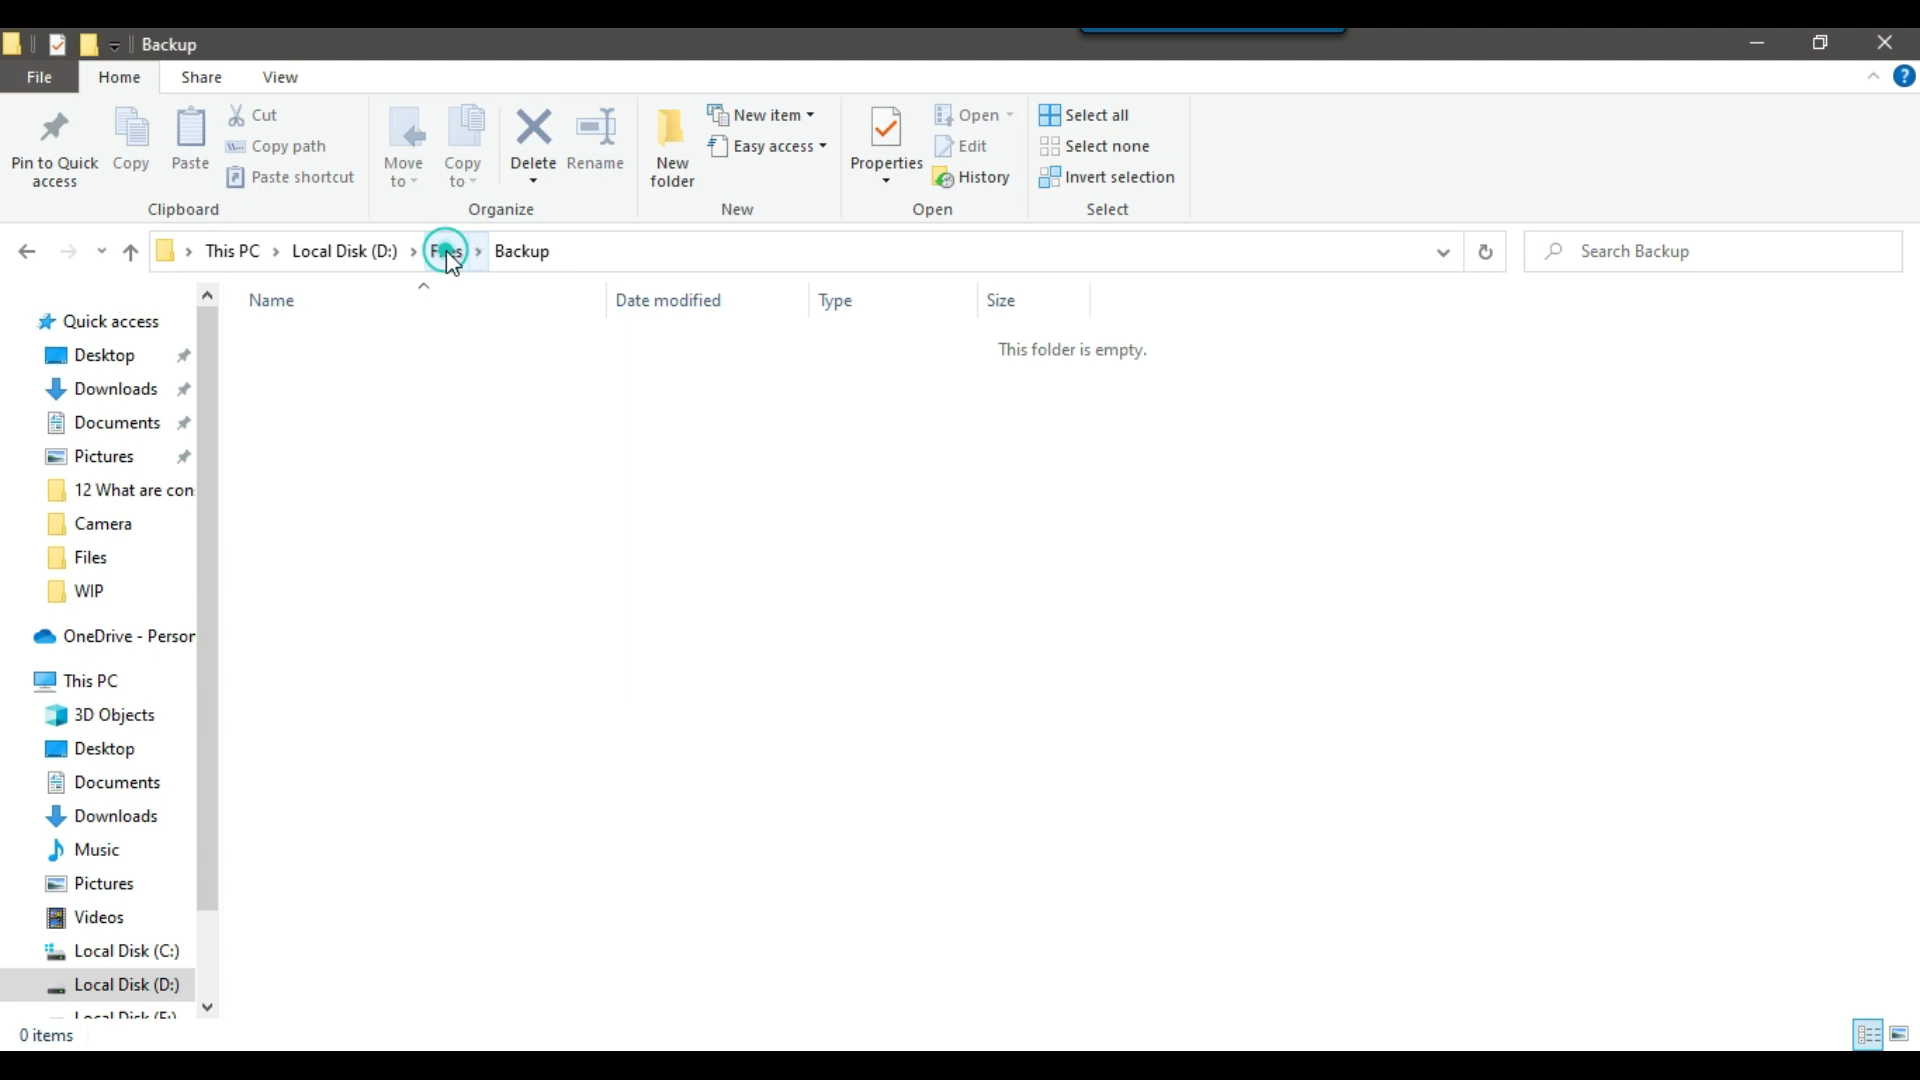 Backup
File Home Share View
Pin to Quick access
Copy
Paste
Cut
Copy path
Paste shortcut
Clipboard
Move to
Copy to
Delete
Rename
Organize
New folder
New item
Easy access
New
Properties
Open
Edit
History
Open
Select all
Select none
Invert selection
Select
This PC Local Disk (D:) Files Backup
Search Backup
Name Date modified Type Size
This folder is empty.
Quick access
Desktop
Downloads
Documents
Pictures
12 What are con
Camera
Files
WIP
OneDrive - Person
This PC
3D Objects
Desktop
Documents
Downloads
Music
Pictures
Videos
Local Disk (C:)
Local Disk (D:)
0 items